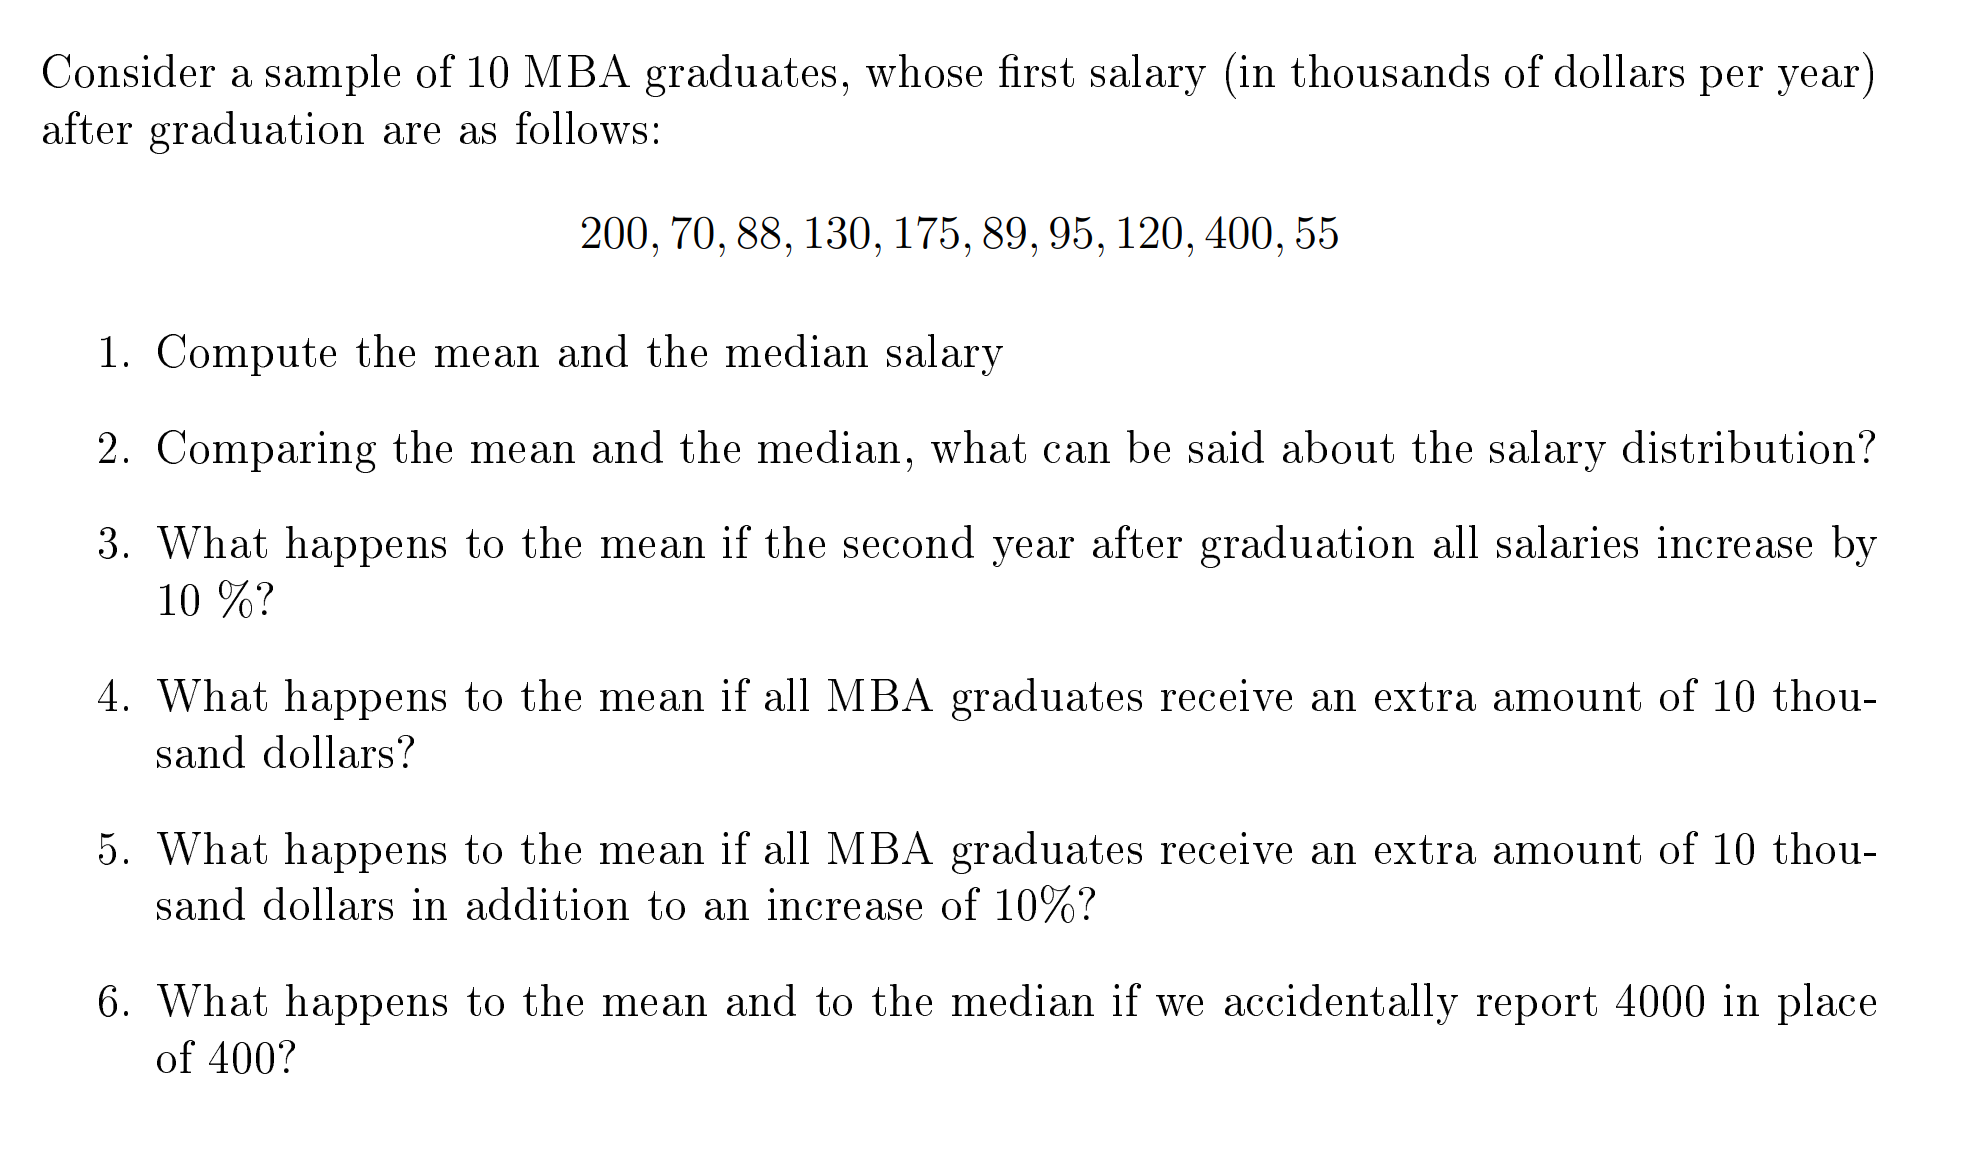 Consider a sample of 10 MBA graduates, whose first salary (in thousands of dollars per year)
after graduation are as follows:
200, 70, 88, 130, 175, 89, 95, 120, 400, 55
1. Compute the mean and the median salary
2. Comparing the mean and the median, what can be said about the salary distribution?
3. What happens to the mean if the second year after graduation all salaries increase by
10 %?
4. What happens to the mean if all MBA graduates receive an extra amount of 10 thou-
sand dollars?
5. What happens to the mean if all MBA graduates receive an extra amount of 10 thou-
sand dollars in addition to an increase of 10%?
6. What happens to the mean and to the median if we accidentally report 4000 in place
of 400?